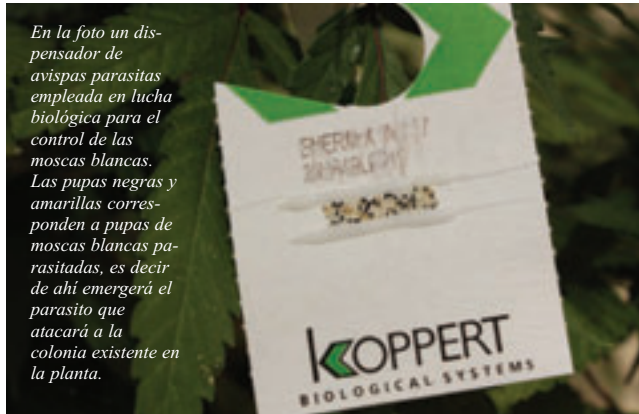 En la foto un dis-
pensador de
avispas parasitas
empleada en lucha
biológica para el
control de las
moscas blancas.
Las pupas negras y
amarillas corres-
ponden a pupas de
moscas blancas pa-
rasitadas, es decir
de ahí emergerá el
parasito que
atacará a la
colonia existente en
la planta.
KOPPERT
BIOLOGICAL SYSTEMS